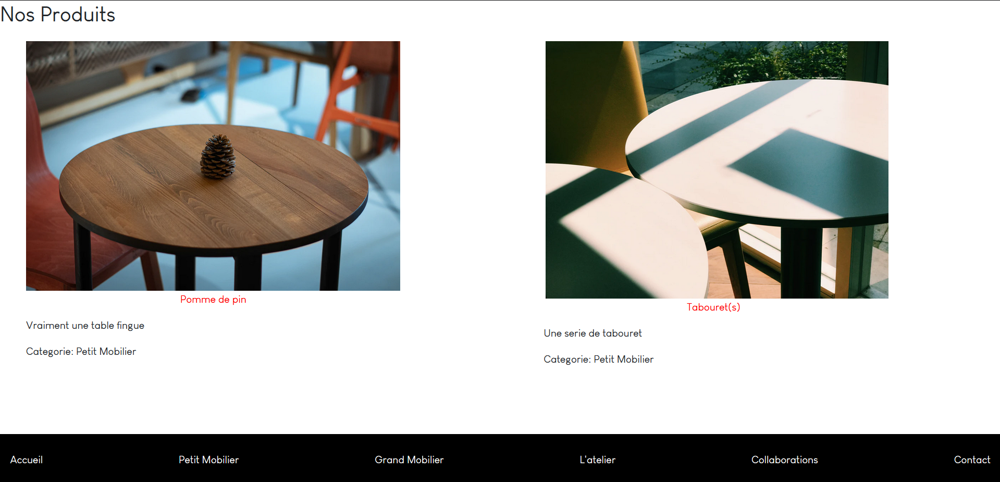 Nos Produits
Pomme de pin
Vraiment une table fingue
Categorie: Petit Mobilier
Tabouret(s)
Une serie de tabouret
Categorie: Petit Mobilier
Accueil
Petit Mobilier
Grand Mobilier
L'atelier
Collaborations
Contact